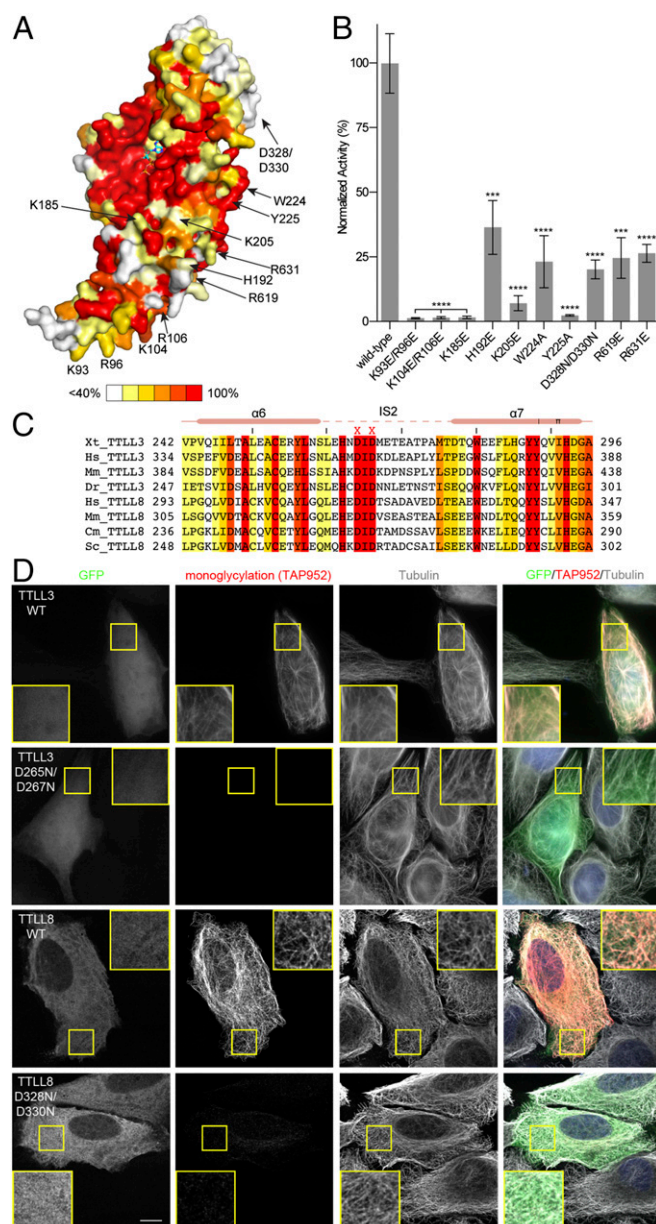 A
D328/
D330
W224
Y225
K185
K205
R631
H192
R619
R106
K104
R96
K93
<40%
100%
B
Normalized Activity (%)
100
75
50
25
0
****
***
****
****
****
****
***
****
wild-type
K93E/R96E
K104E/R106E
K185E
H192E
K205E
W224A
Y225A
D328N/D330N
R619E
R631E
C
α6 IS2 α7
X X
Xt_TTLL3 242 VPVQIILTALEACERYLNSLEHNDIDMETEATPAMTDTQWEEFLHGYYQVIHDGA 296
Hs_TTLL3 334 388
Mm_TTLL3 384 438
Dr_TTLL3 247 301
Hs_TTLL8 293 LPGQLVDIAC 347
Mm_TTLL8 305 359
Cm_TTLL8 236 290
Sc_TTLL8 248 302
D
GFP monoglycylation (TAP952) Tubulin GFP/TAP952/Tubulin
TTLL3
WT
TTLL3
D265N/
D267N
TTLL8
WT
TTLL8
D328N/
D330N